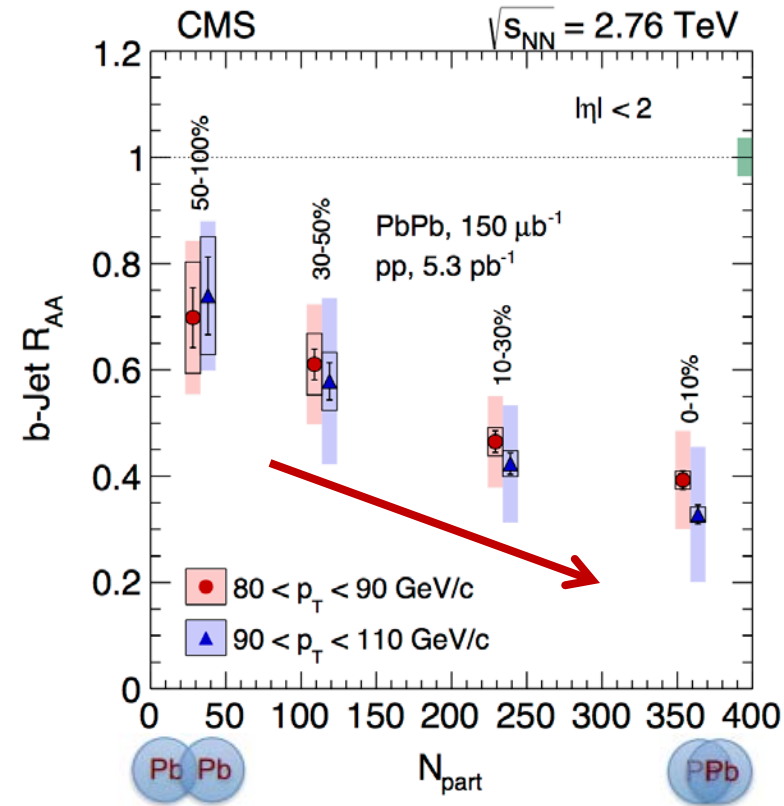 CMS √s_NN = 2.76 TeV
1.2
1
0.8
0.6
0.4
0.2
0
b-Jet R_AA
|η| < 2
50-100%
30-50%
10-30%
0-10%
PbPb, 150 μb⁻¹
pp, 5.3 pb⁻¹
80 < p_T < 90 GeV/c
90 < p_T < 110 GeV/c
0 50 100 150 200 250 300 350 400
Pb Pb
N_part
Pb Pb